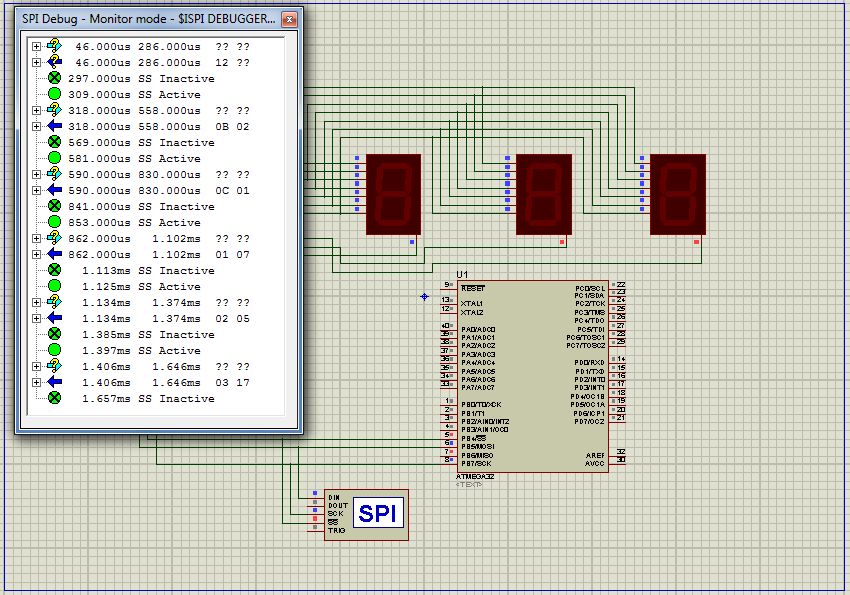 SPI Debug - Monitor mode - $ISPI DEBUGGER...
46.000us 286.000us ?? ??
46.000us 286.000us 12 ??
297.000us SS Inactive
309.000us SS Active
318.000us 558.000us ?? ??
318.000us 558.000us 0B 02
569.000us SS Inactive
581.000us SS Active
590.000us 830.000us ?? ??
590.000us 830.000us 0C 01
841.000us SS Inactive
853.000us SS Active
862.000us 1.102ms ?? ??
862.000us 1.102ms 01 07
1.113ms SS Inactive
1.125ms SS Active
1.134ms 1.374ms ?? ??
1.134ms 1.374ms 02 05
1.385ms SS Inactive
1.397ms SS Active
1.406ms 1.646ms ?? ??
1.406ms 1.646ms 03 17
1.657ms SS Inactive
U1
9 RESET
13 XTAL1
12 XTAL2
40 PA0/ADC0
39 PA1/ADC1
38 PA2/ADC2
37 PA3/ADC3
36 PA4/ADC4
35 PA5/ADC5
34 PA6/ADC6
33 PA7/ADC7
1 PB0/T0/XCK
2 PB1/T1
3 PB2/AIN0/INT2
4 PB3/AIN1/OC0
5 PB4/SS
6 PB5/MOSI
7 PB6/MISO
8 PB7/SCK
PC0/SCL 22
PC1/SDA 23
PC2/TCK 24
PC3/TMS 25
PC4/TDO 26
PC5/TDI 27
PC6/TOSC1 28
PC7/TOSC2 29
PD0/RXD 14
PD1/TXD 15
PD2/INT0 16
PD3/INT1 17
PD4/OC1B 18
PD5/OC1A 19
PD6/ICP1 20
PD7/OC2 21
AREF 32
AVCC 30
ATMEGA32
<TEXT>
DIN
DOUT
SCK
SS
TRIG
SPI